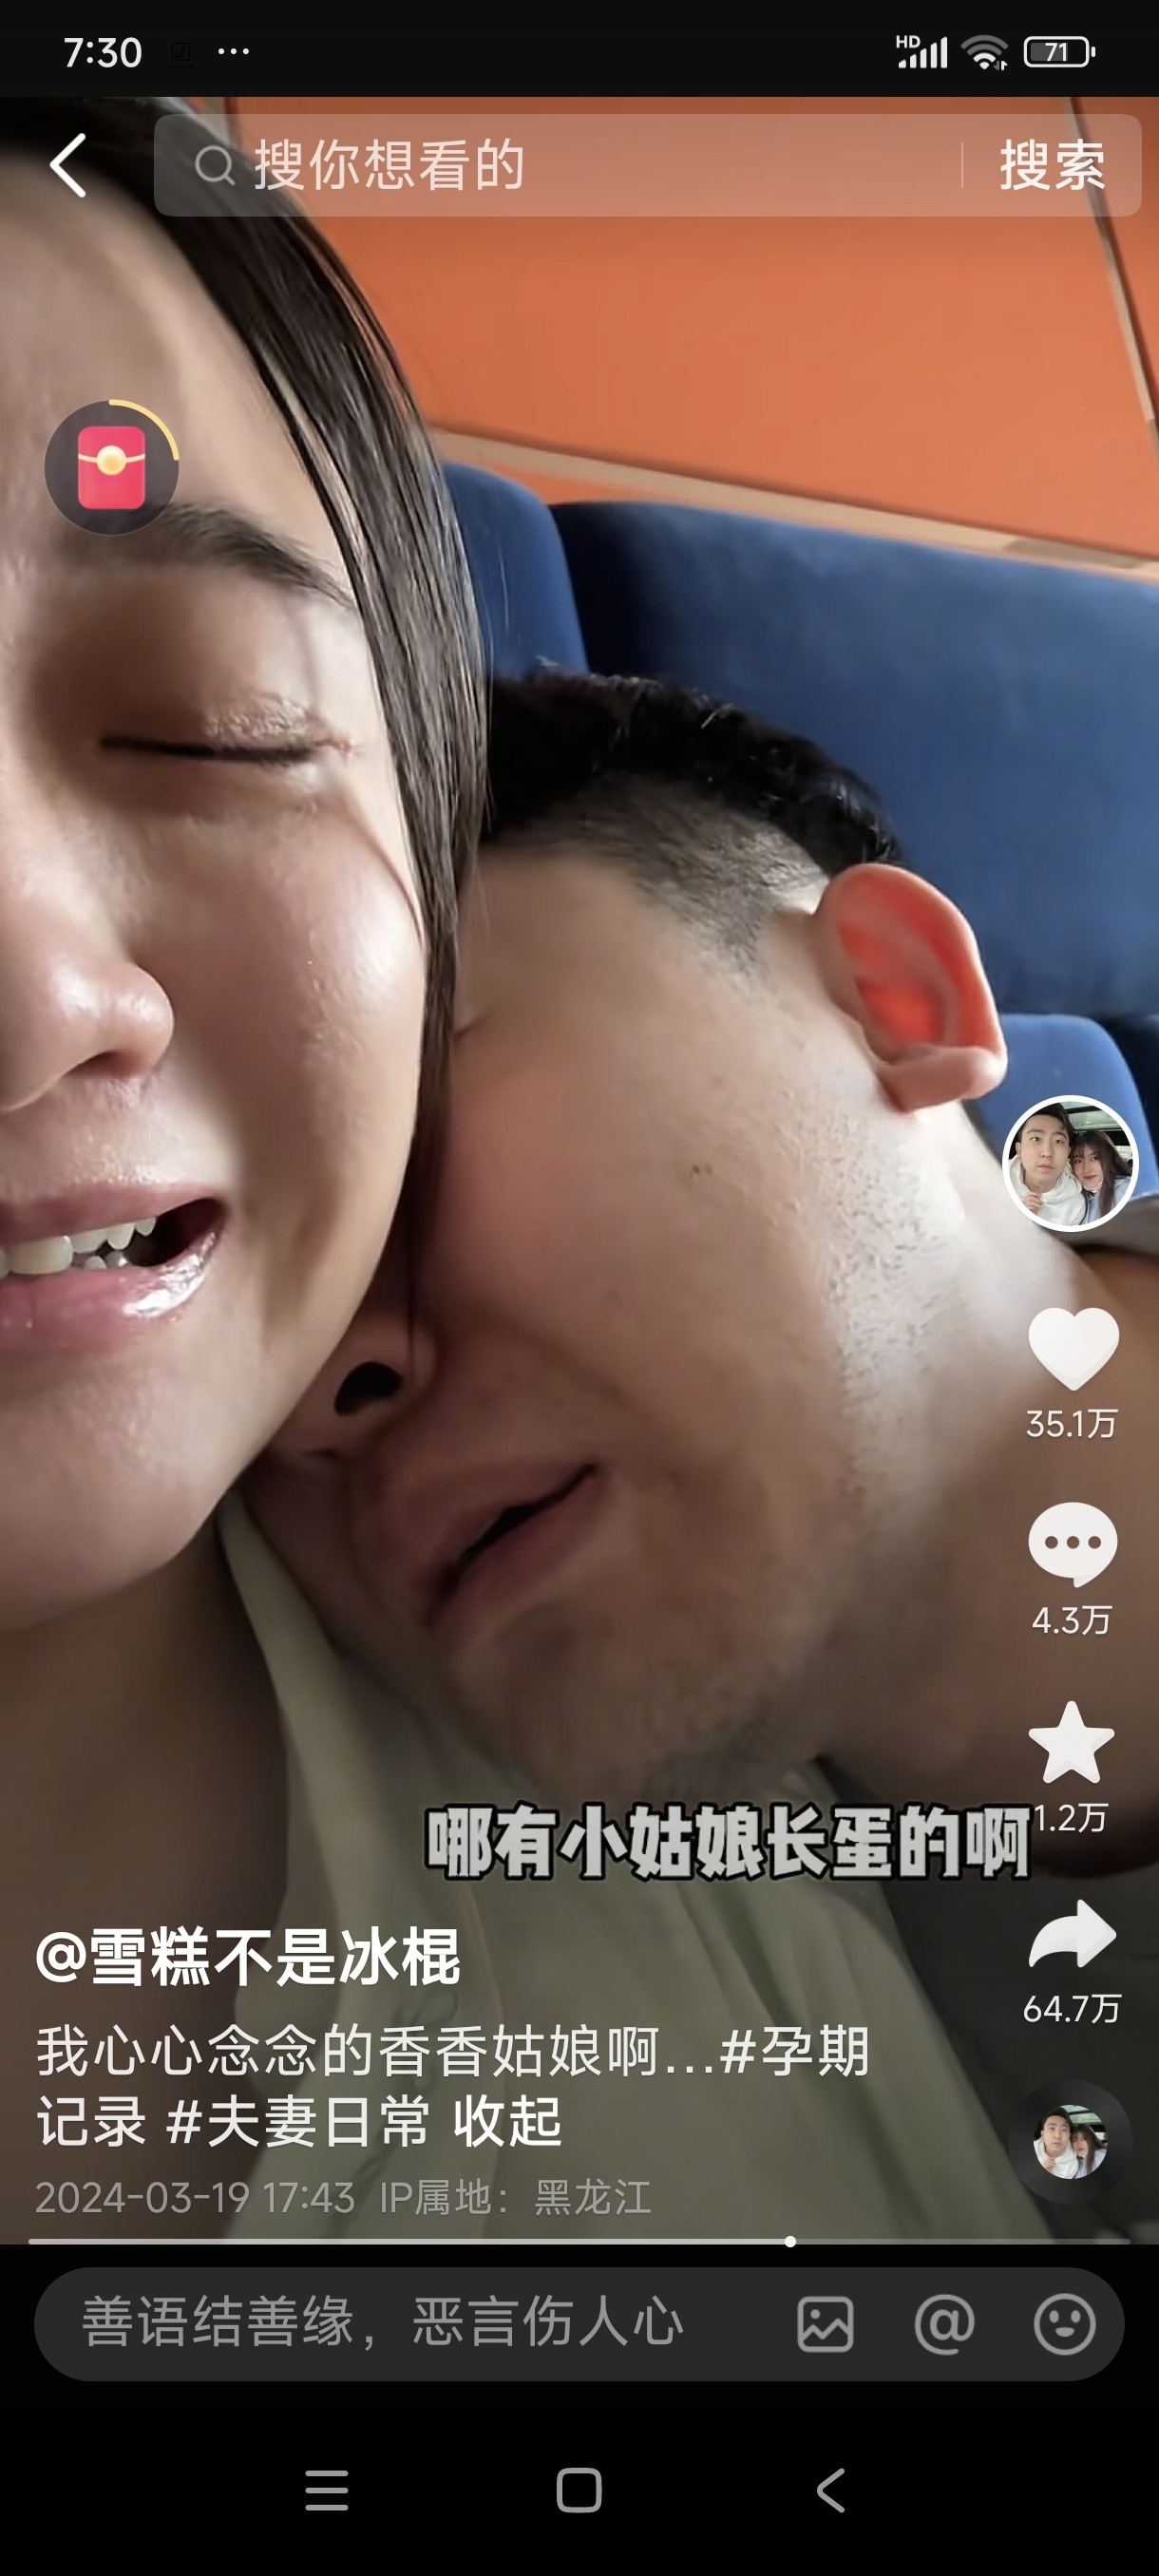 7:30
HD
71
搜你想看的
搜索
35.1万
4.3万
1.2万
哪有小姑娘长蛋的啊
64.7万
@雪糕不是冰棍
我心心念念的香香姑娘啊...#孕期
记录 #夫妻日常 收起
2024-03-19 17:43 IP属地：黑龙江
善语结善缘，恶言伤人心